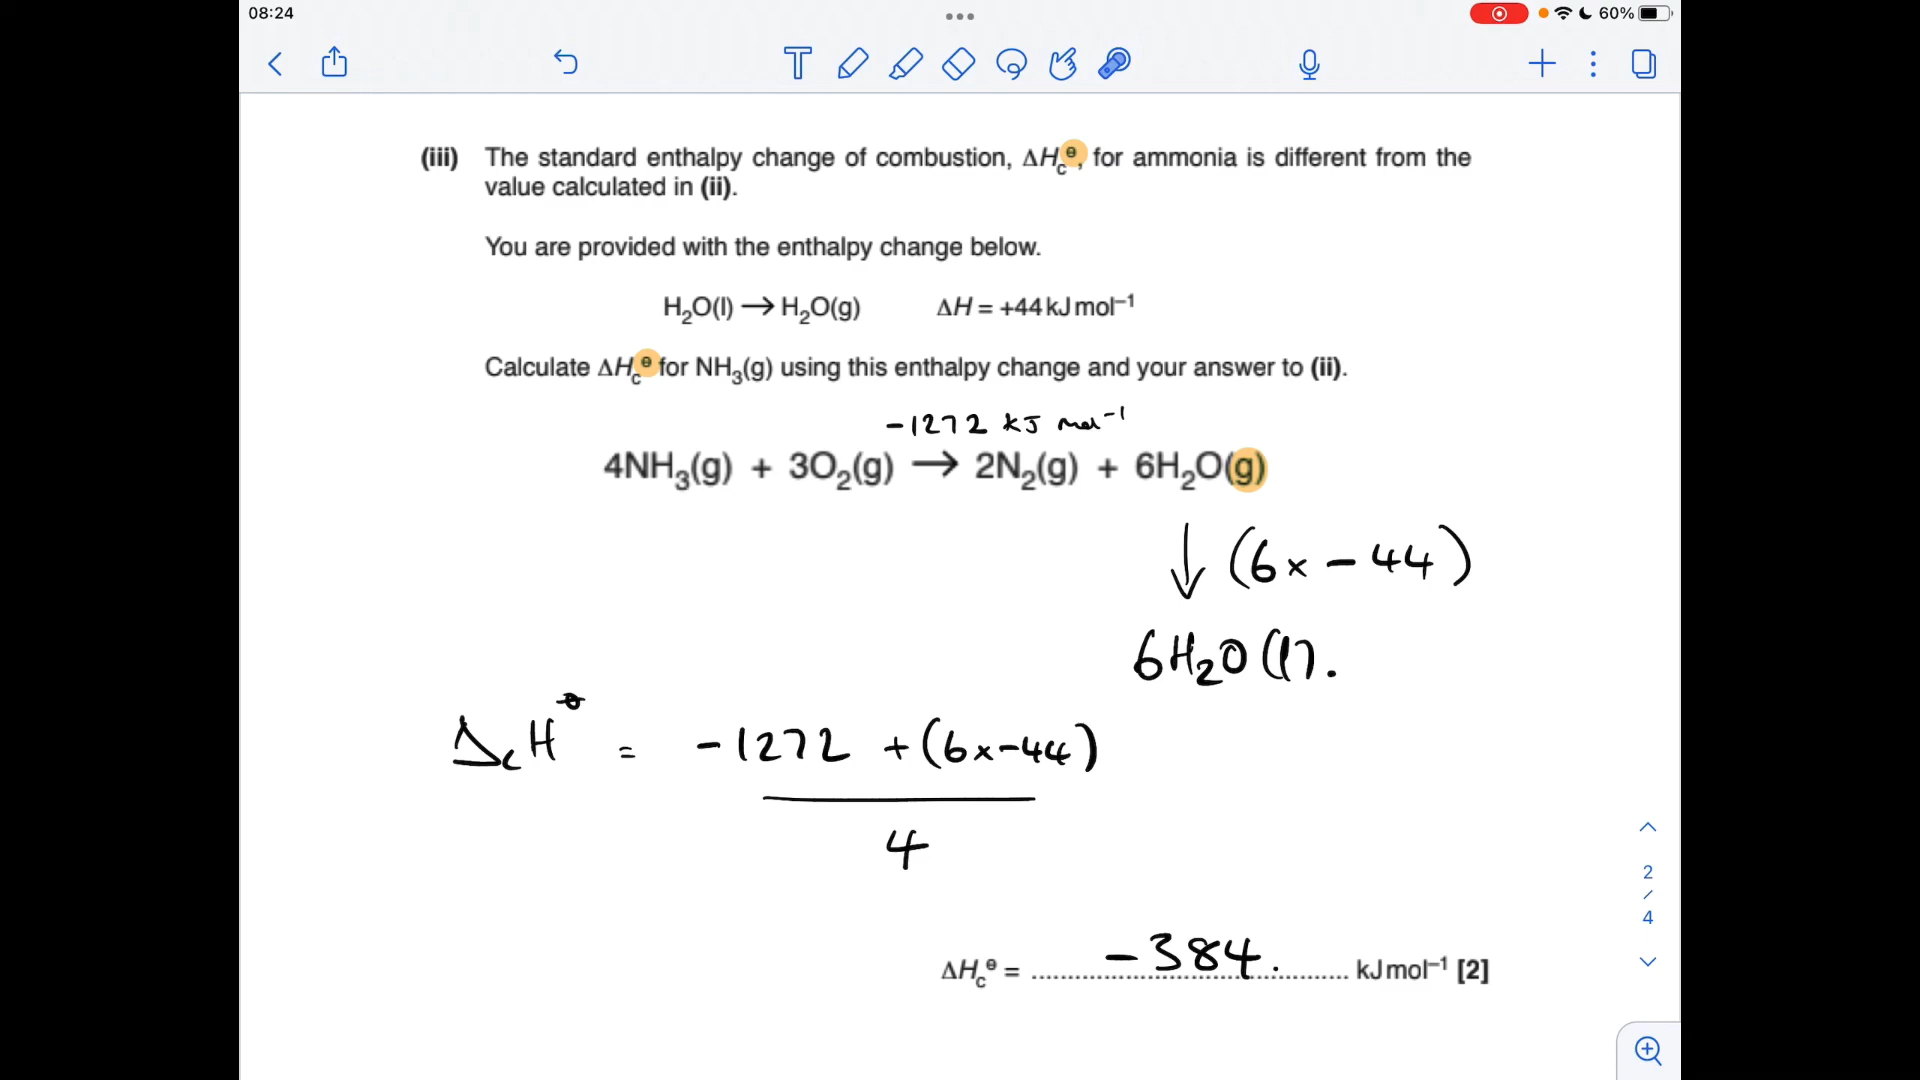 08:24
60%
(iii) The standard enthalpy change of combustion, ΔHc⦵, for ammonia is different from the
value calculated in (ii).
You are provided with the enthalpy change below.
H₂O(l) → H₂O(g) ΔH = +44 kJ mol⁻¹
Calculate ΔHc⦵ for NH₃(g) using this enthalpy change and your answer to (ii).
-1272 kJ mol⁻¹
4NH₃(g) + 3O₂(g) → 2N₂(g) + 6H₂O(g)
↓ (6x-44)
6H₂O(l).
ΔcH⦵ = -1272 + (6x-44)
4
2
/
4
ΔHc⦵ = -384. kJ mol⁻¹ [2]